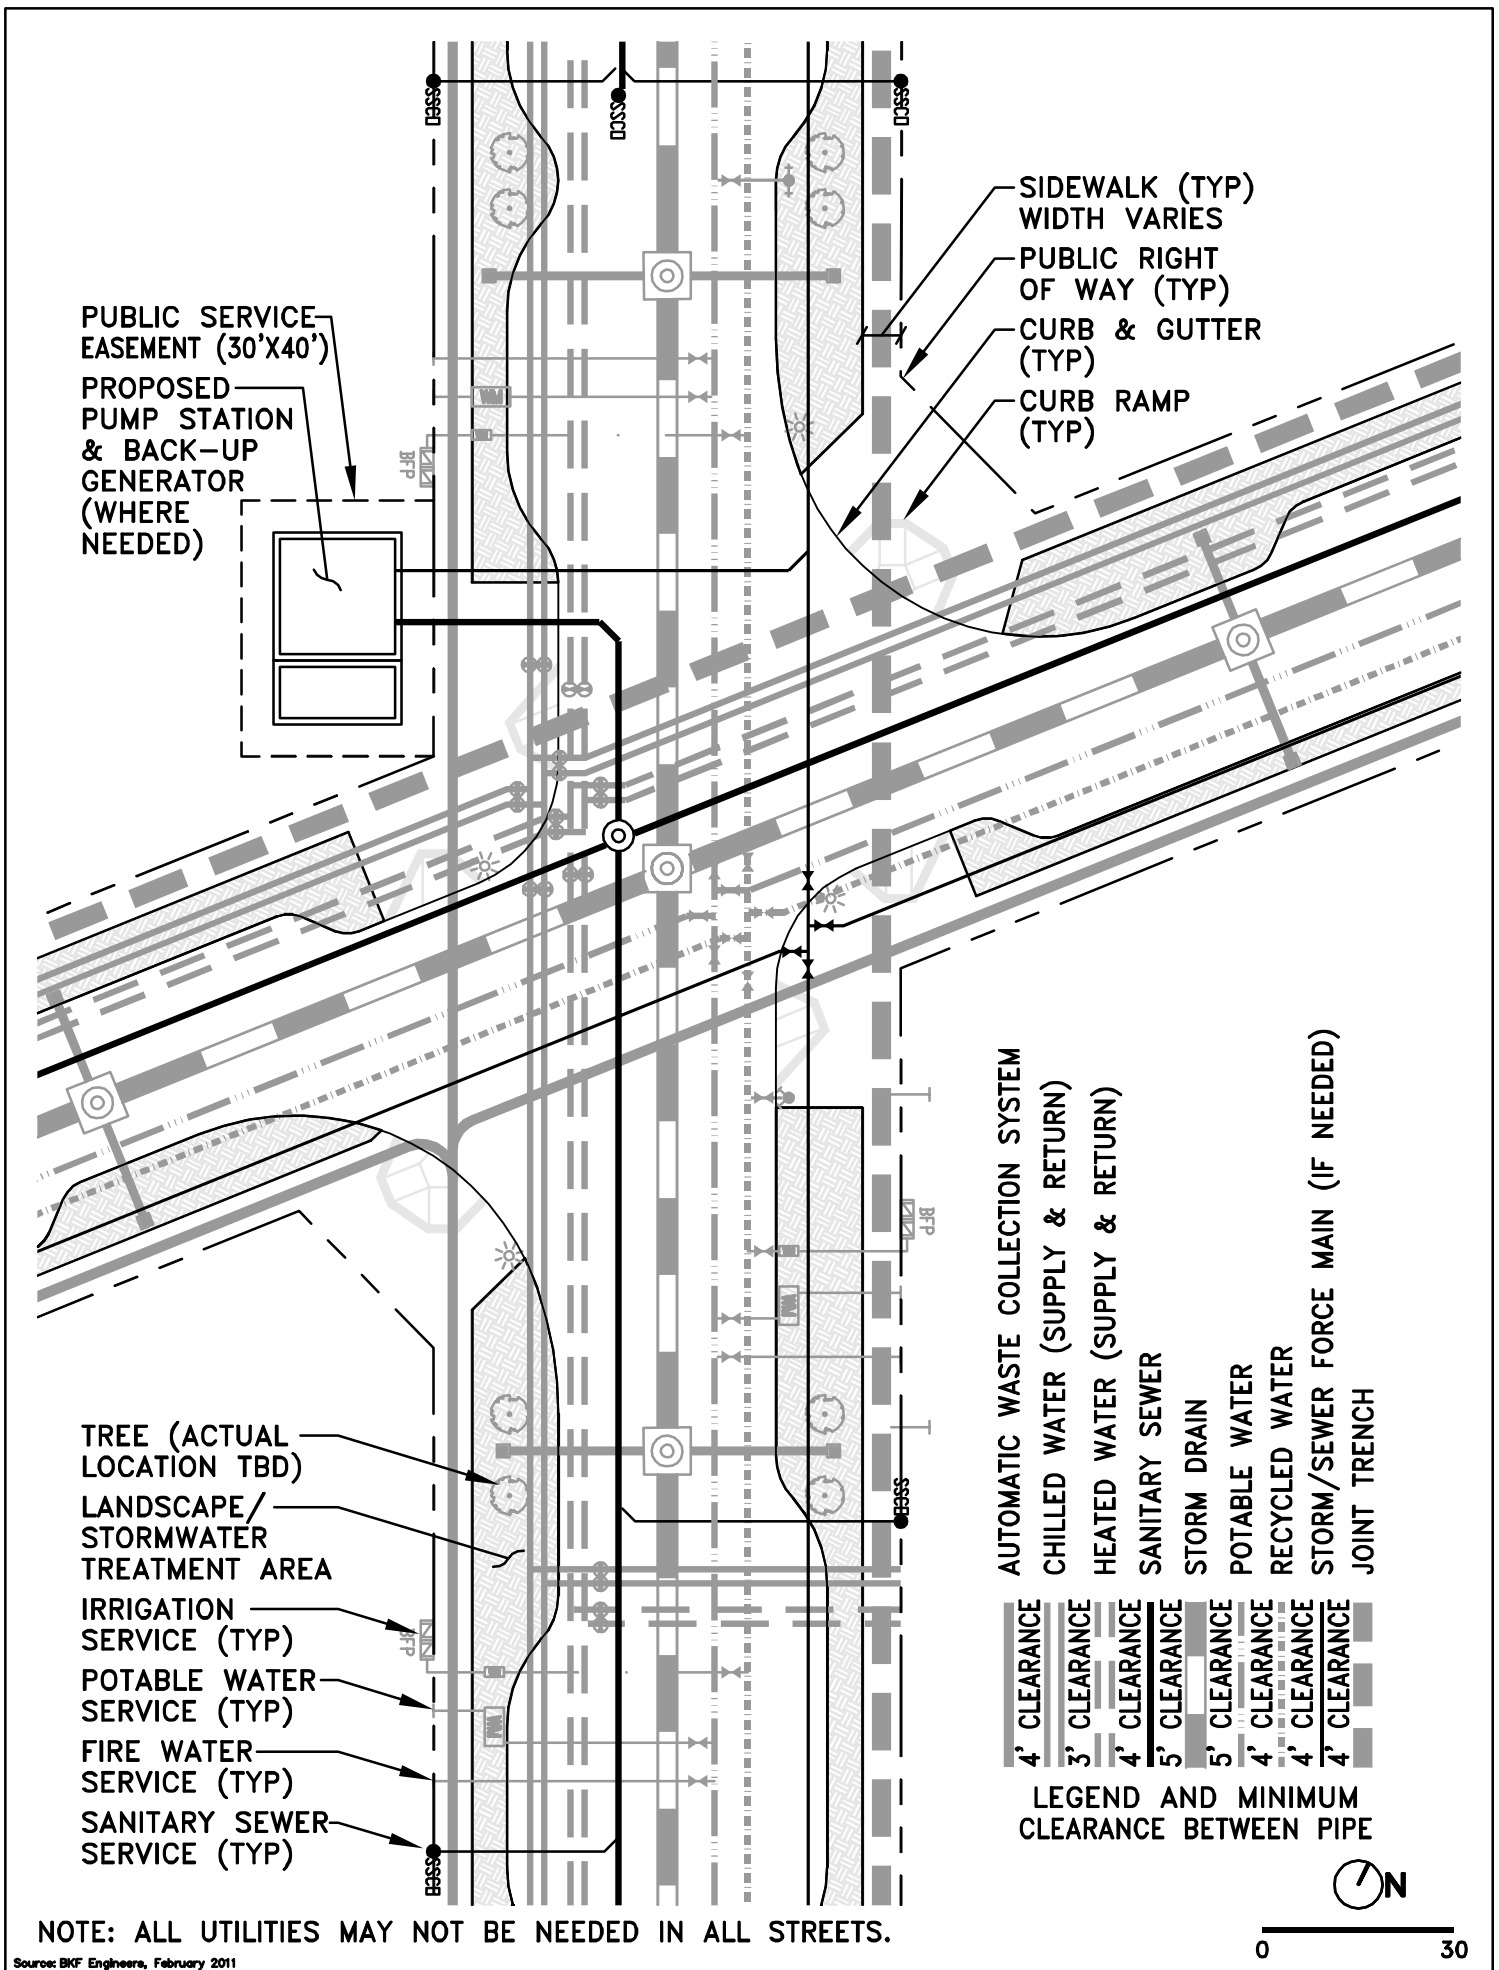 SSCO
SSCO
SSCO
SIDEWALK (TYP)
WIDTH VARIES
PUBLIC RIGHT
OF WAY (TYP)
CURB & GUTTER
(TYP)
CURB RAMP
(TYP)
PUBLIC SERVICE
EASEMENT (30'X40')
PROPOSED
PUMP STATION
& BACK-UP
GENERATOR
(WHERE
NEEDED)
WM
BFP
BFP
WM
SSCO
TREE (ACTUAL
LOCATION TBD)
LANDSCAPE/
STORMWATER
TREATMENT AREA
IRRIGATION
SERVICE (TYP)
POTABLE WATER
SERVICE (TYP)
FIRE WATER
SERVICE (TYP)
SANITARY SEWER
SERVICE (TYP)
BFP
WM
SSCO
AUTOMATIC WASTE COLLECTION SYSTEM
CHILLED WATER (SUPPLY & RETURN)
HEATED WATER (SUPPLY & RETURN)
SANITARY SEWER
STORM DRAIN
POTABLE WATER
RECYCLED WATER
STORM/SEWER FORCE MAIN (IF NEEDED)
JOINT TRENCH
4' CLEARANCE
3' CLEARANCE
4' CLEARANCE
5' CLEARANCE
5' CLEARANCE
4' CLEARANCE
4' CLEARANCE
4' CLEARANCE
LEGEND AND MINIMUM
CLEARANCE BETWEEN PIPE
N
0 30
NOTE: ALL UTILITIES MAY NOT BE NEEDED IN ALL STREETS.
Source: BKF Engineers, February 2011